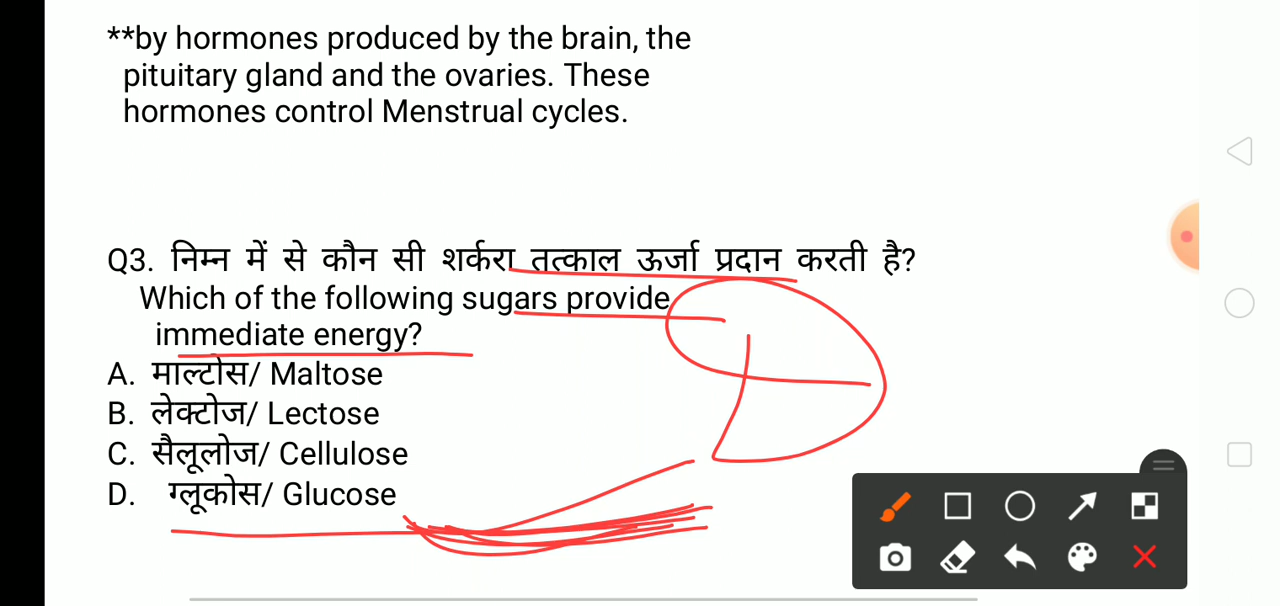 **by hormones produced by the brain, the
pituitary gland and the ovaries. These
hormones control Menstrual cycles.
Q3. निम्न में से कौन सी शर्करा तत्काल ऊर्जा प्रदान करती है?
Which of the following sugars provide
immediate energy?
A. माल्टोस/ Maltose
B. लेक्टोज/ Lectose
C. सैलूलोज/ Cellulose
D. ग्लूकोस/ Glucose